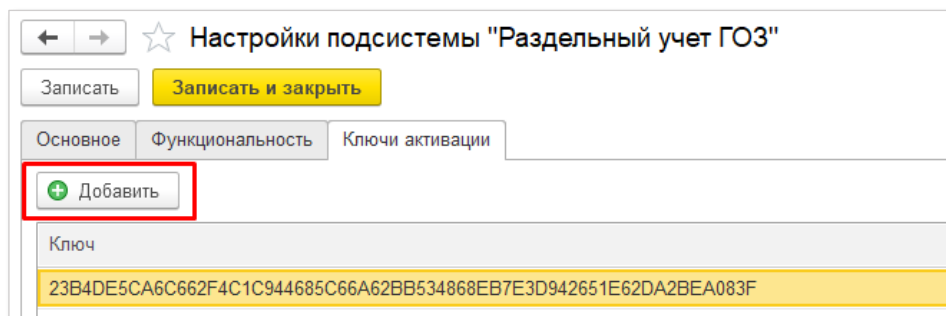 Настройки подсистемы "Раздельный учет ГОЗ"
Записать Записать и закрыть
Основное Функциональность Ключи активации
Добавить
Ключ
23B4DE5CA6C662F4C1C944685C66A62BB534868EB7E3D942651E62DA2BEA083F